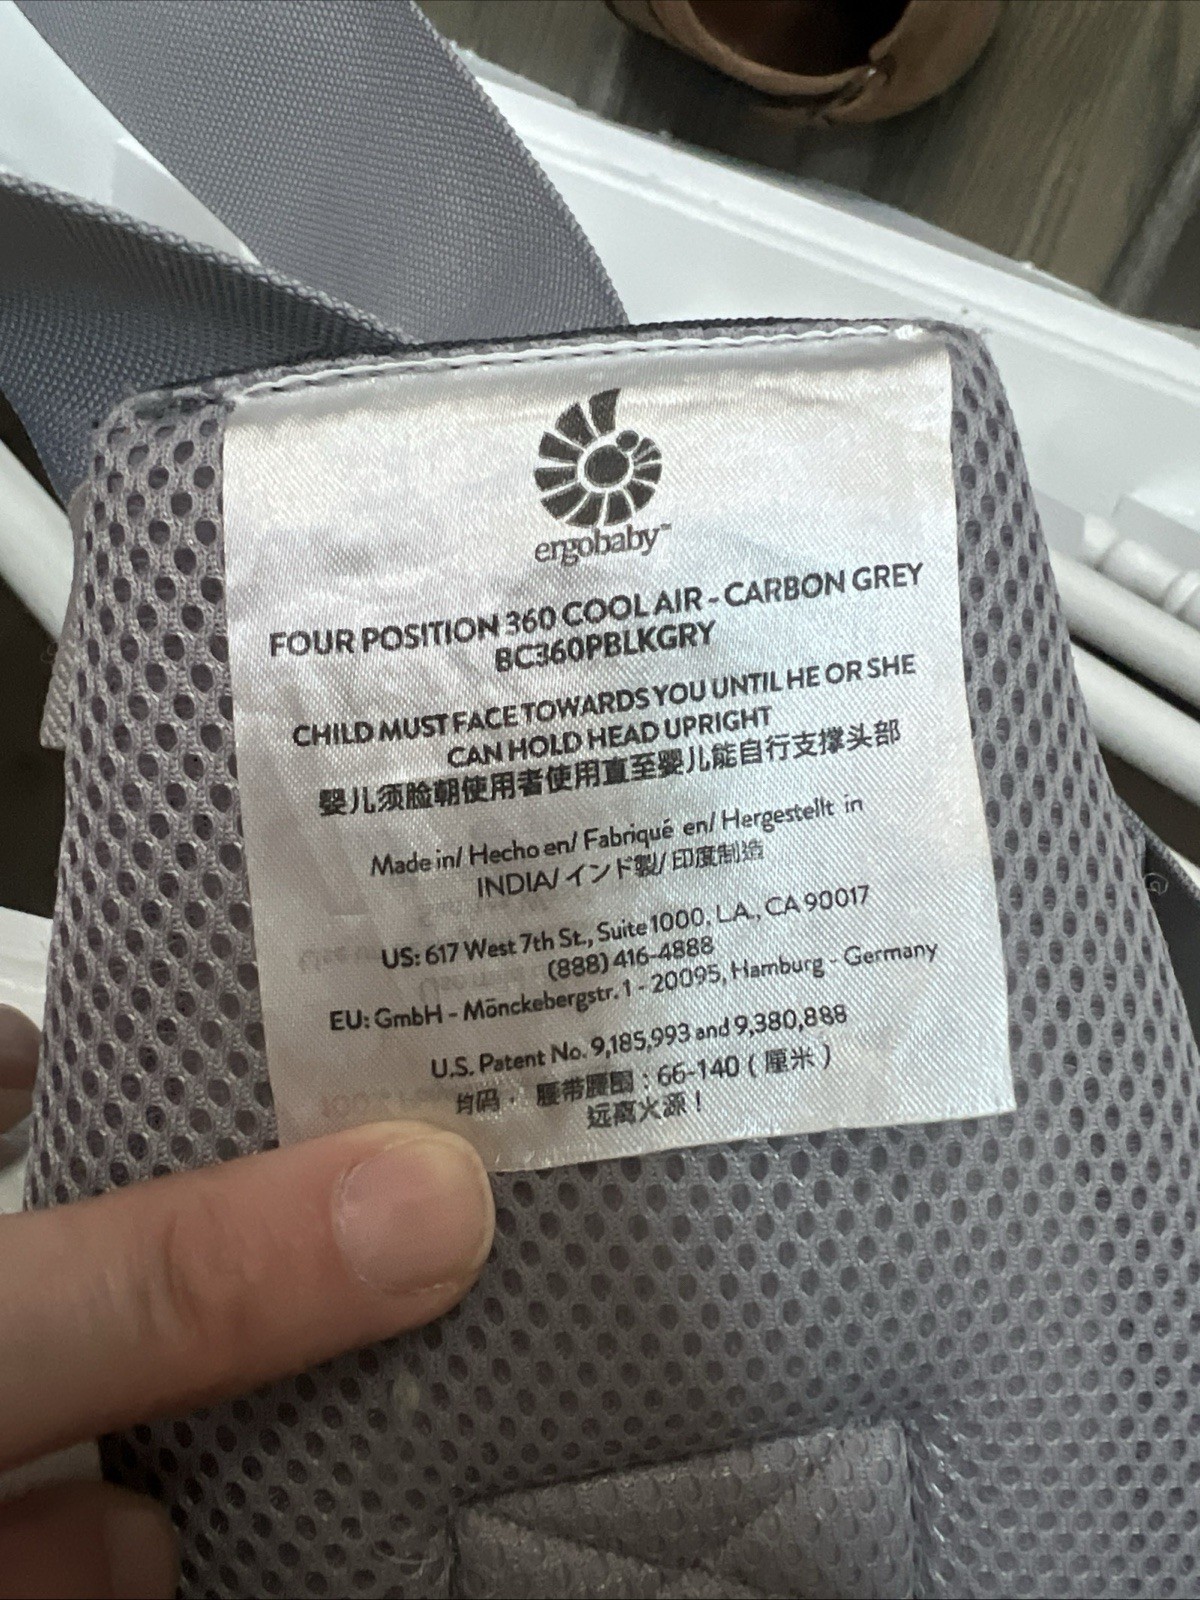 ergobaby™
FOUR POSITION 360 COOL AIR - CARBON GREY
BC360PBLKGRY
CHILD MUST FACE TOWARDS YOU UNTIL HE OR SHE
CAN HOLD HEAD UPRIGHT
婴儿须脸朝使用者使用直至婴儿能自行支撑头部
Made in/ Hecho en/ Fabriqué en/ Hergestellt in
INDIA/ インド製/ 印度制造
US: 617 West 7th St., Suite 1000, L.A., CA 90017
(888) 416-4888
EU: GmbH - Mönckebergstr. 1 - 20095, Hamburg - Germany
U.S. Patent No. 9,185,993 and 9,380,888
均码， 腰带腰围：66-140（厘米）
远离火源！